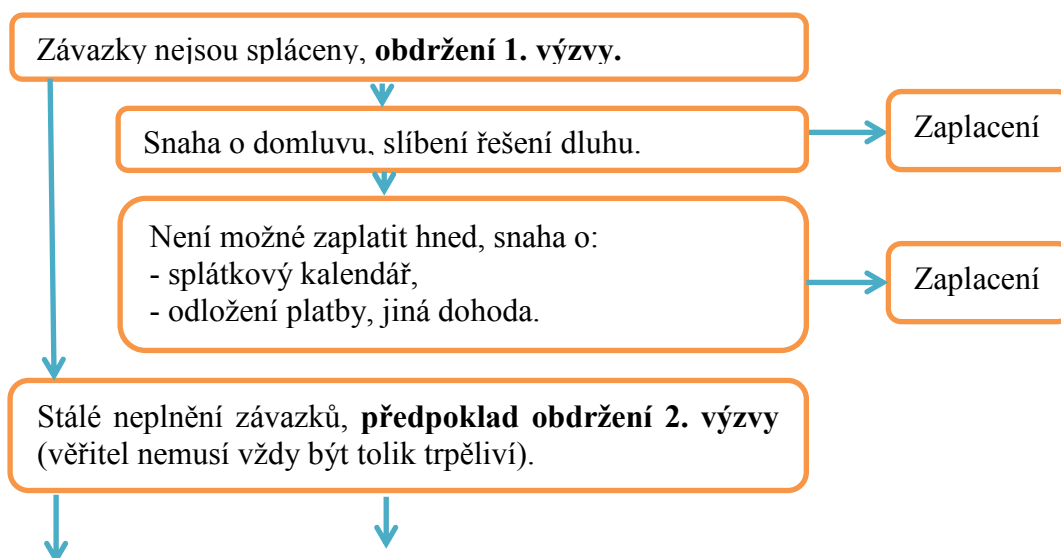 Závazky nejsou spláceny, obdržení 1. výzvy.
Snaha o domluvu, slíbení řešení dluhu.
Zaplacení
Není možné zaplatit hned, snaha o:
- splátkový kalendář,
- odložení platby, jiná dohoda.
Zaplacení
Stálé neplnění závazků, předpoklad obdržení 2. výzvy
(věřitel nemusí vždy být tolik trpěliví).